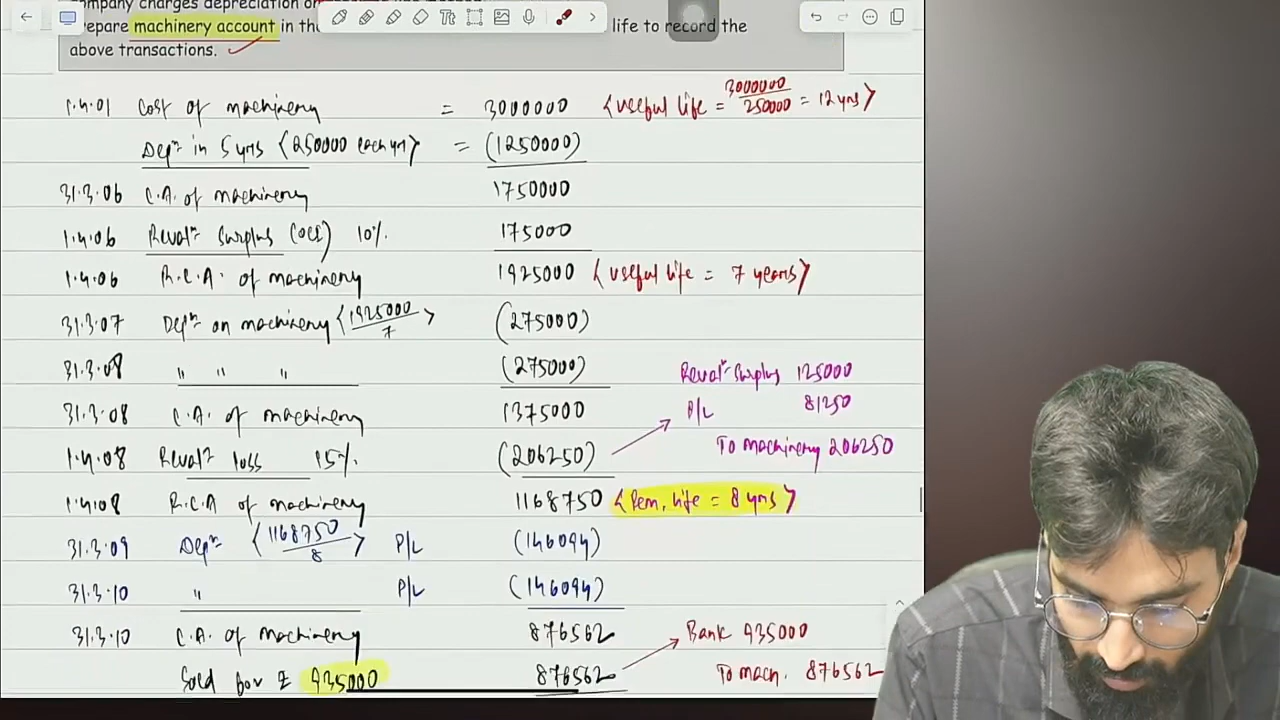 company charges depreciation on
repare machinery account in th life to record the
above transactions.
1.4.01 Cost of machinery = 3000000 〈Useful life = 3000000/250000 = 12 yrs〉
Depn in 5 yrs 〈250000 each yr〉 = (1250000)
31.3.06 C.A. of machinery 1750000
1.4.06 Revaln Surplus (OCI) 10%. 175000
1.4.06 R.C.A. of machinery 1925000 〈Useful life = 7 years〉
31.3.07 Depn on machinery 〈1925000/7〉 (275000)
31.3.08 " " " (275000)
Revaln Surplus 125000
31.3.08 C.A. of machinery 1375000
P/L 81250
1.4.08 Revaln loss 15%. (206250)
To machinery 206250
1.4.08 R.C.A of machinery 1168750 〈Rem. life = 8 yrs〉
31.3.09 Depn 〈1168750/8〉 P/L (146094)
31.3.10 " P/L (146094)
31.3.10 C.A. of Machinery 876562
Bank 935000
Sold for ₹ 935000 876562
To mach. 876562